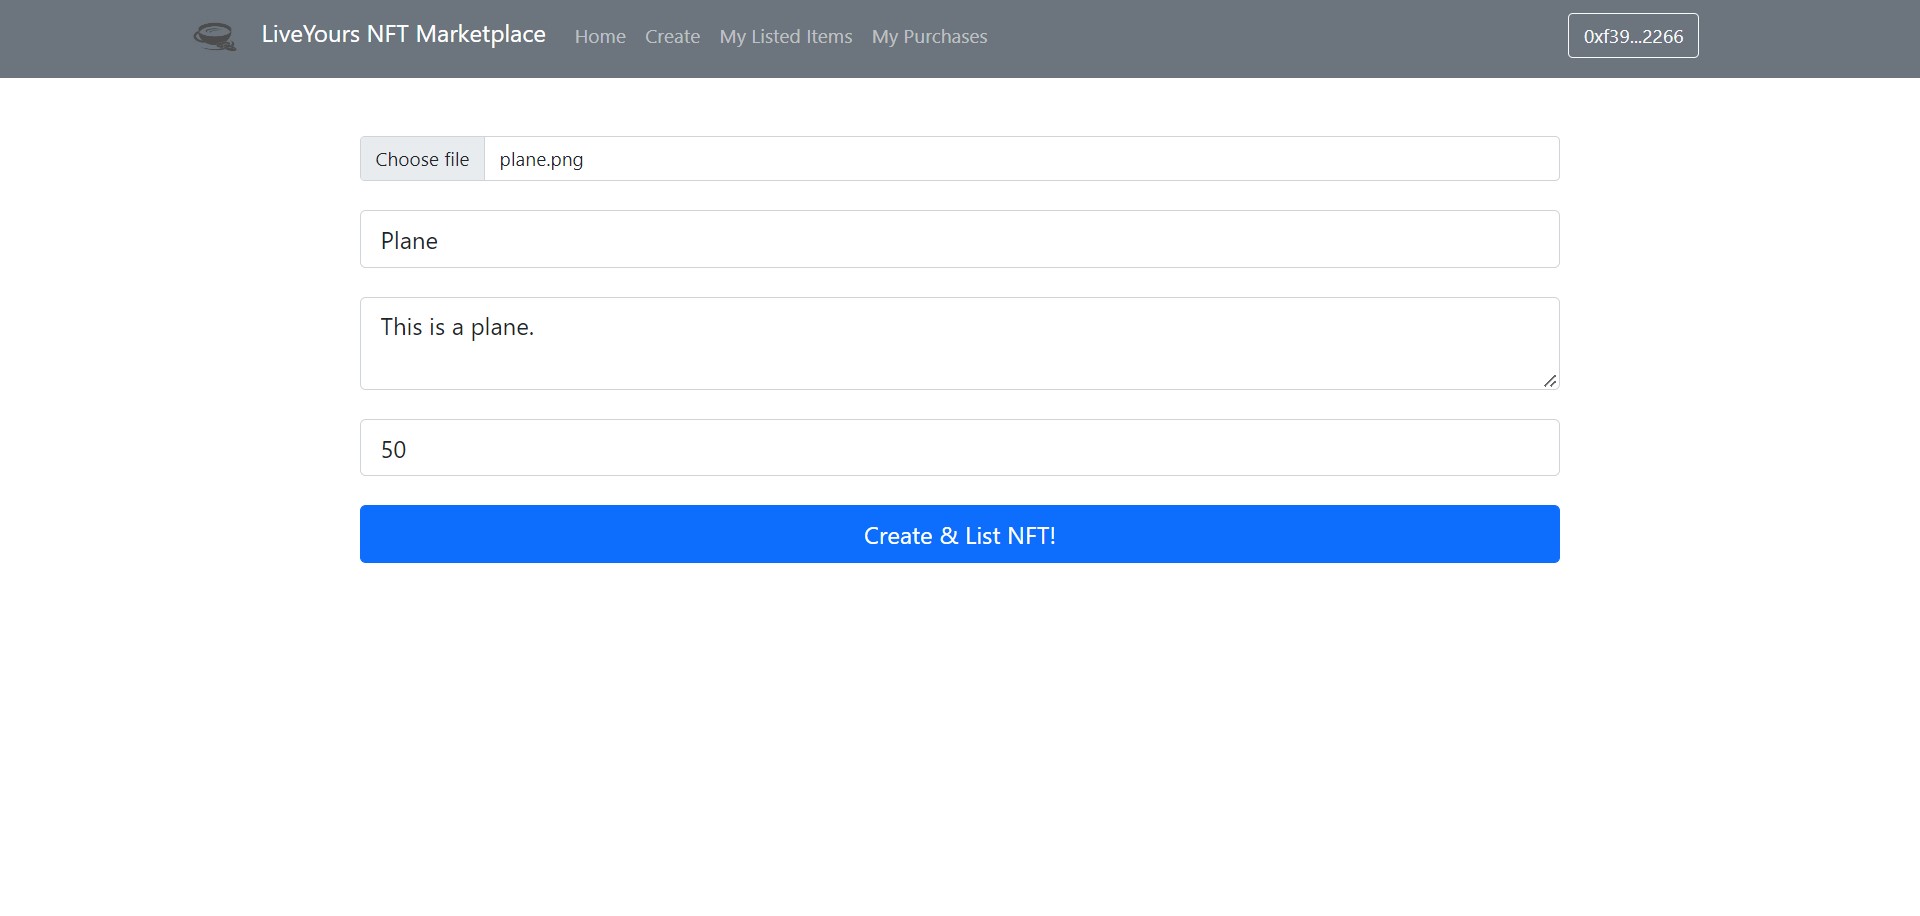 LiveYours NFT Marketplace Home Create My Listed Items My Purchases 0xf39...2266
Choose file plane.png
Plane
This is a plane.
50
Create & List NFT!